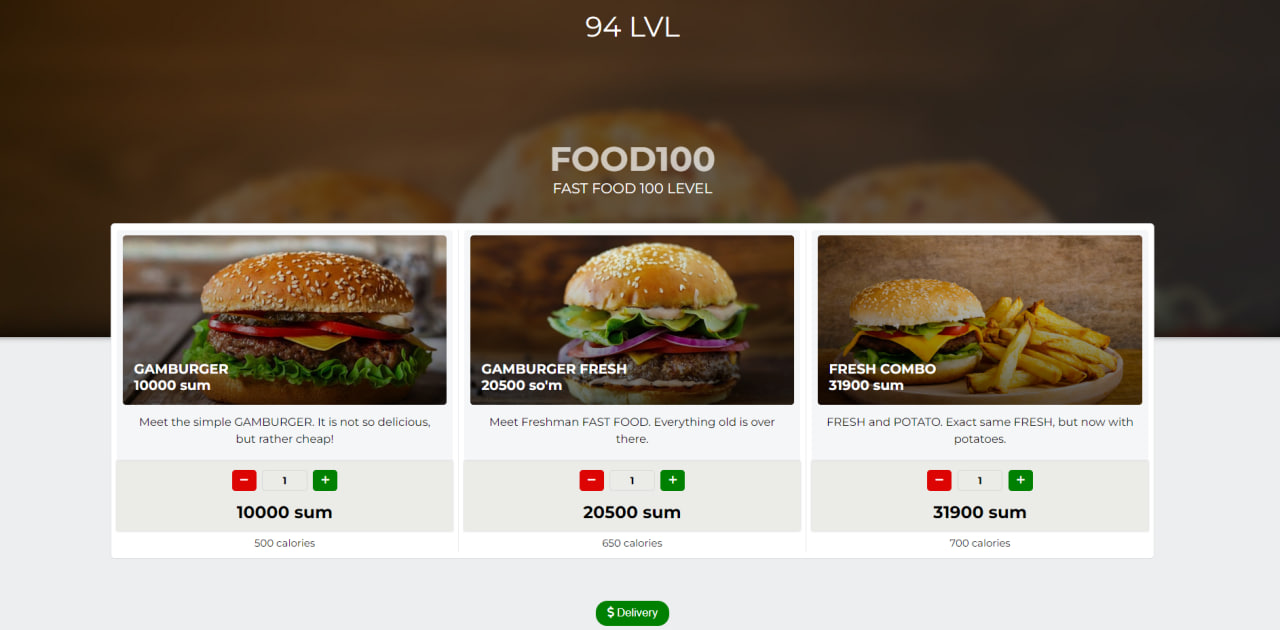 94 LVL
FOOD100
FAST FOOD 100 LEVEL
GAMBURGER
10000 sum
Meet the simple GAMBURGER. It is not so delicious,
but rather cheap!
− 1 +
10000 sum
500 calories
GAMBURGER FRESH
20500 so'm
Meet Freshman FAST FOOD. Everything old is over
there.
− 1 +
20500 sum
650 calories
FRESH COMBO
31900 sum
FRESH and POTATO. Exact same FRESH, but now with
potatoes.
− 1 +
31900 sum
700 calories
$ Delivery